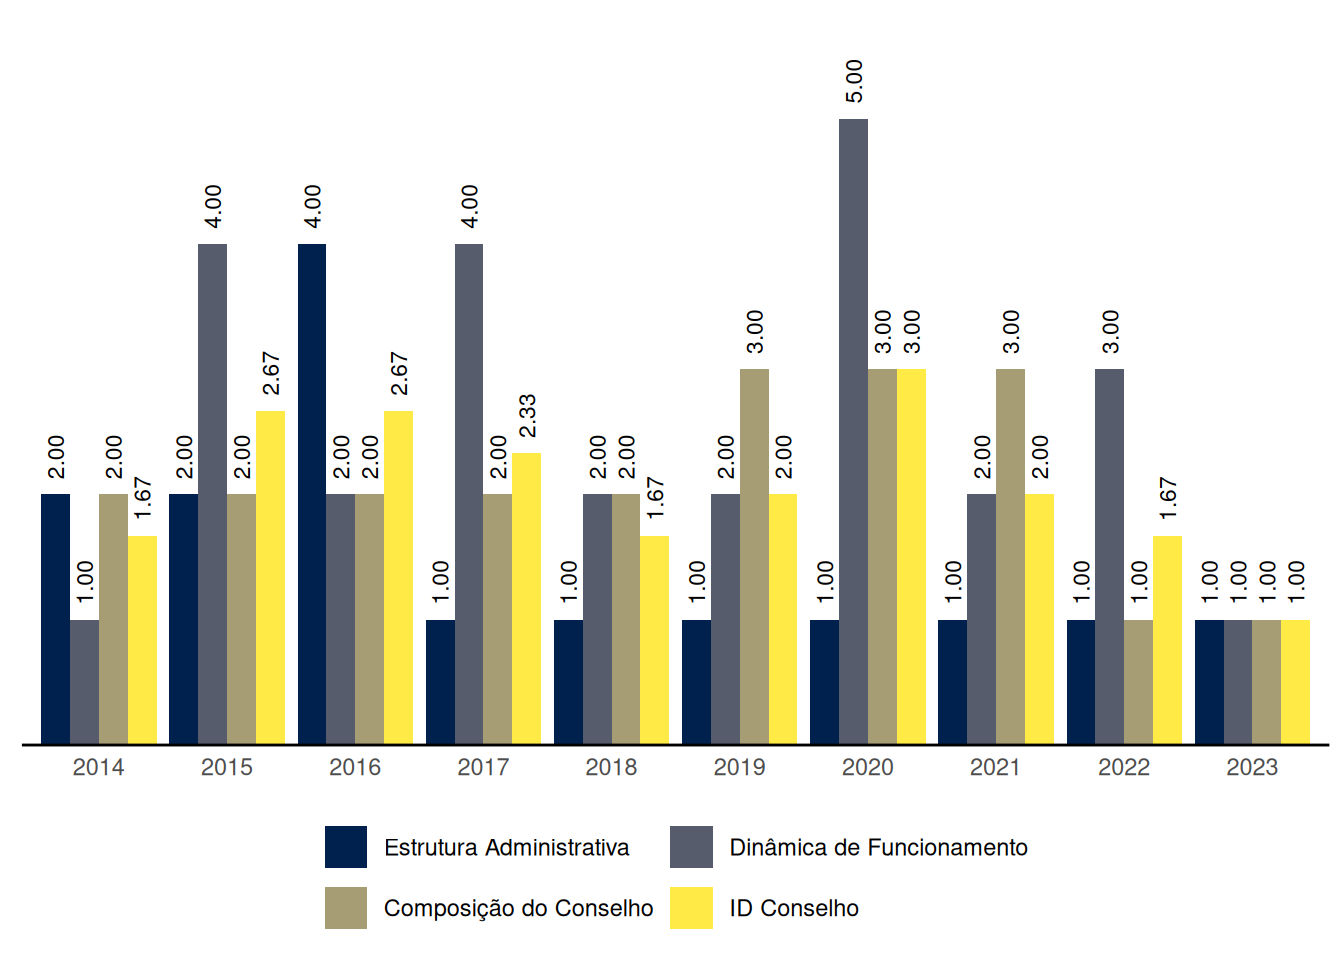 5.00
4.00 4.00 4.00
3.00 3.00 3.00 3.00 3.00
2.67 2.67
2.33
2.00 2.00 2.00 2.00 2.00 2.00 2.00 2.00 2.00 2.00 2.00 2.00 2.00
1.67 1.67 1.67
1.00 1.00 1.00 1.00 1.00 1.00 1.00 1.00 1.00 1.00 1.00 1.00
2014 2015 2016 2017 2018 2019 2020 2021 2022 2023
Estrutura Administrativa Dinâmica de Funcionamento
Composição do Conselho ID Conselho